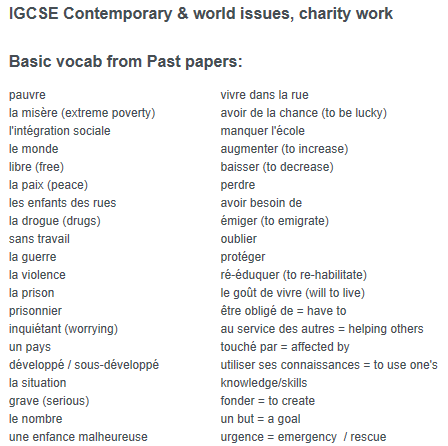 IGCSE Contemporary & world issues, charity work
Basic vocab from Past papers:
pauvre
la misère (extreme poverty)
l'intégration sociale
le monde
libre (free)
la paix (peace)
les enfants des rues
la drogue (drugs)
sans travail
la guerre
la violence
la prison
prisonnier
inquiétant (worrying)
un pays
développé / sous-développé
la situation
grave (serious)
le nombre
une enfance malheureuse
vivre dans la rue
avoir de la chance (to be lucky)
manquer l'école
augmenter (to increase)
baisser (to decrease)
perdre
avoir besoin de
émiger (to emigrate)
oublier
protéger
ré-éduquer (to re-habilitate)
le goût de vivre (will to live)
être obligé de = have to
au service des autres = helping others
touché par = affected by
utiliser ses connaissances = to use one's
knowledge/skills
fonder = to create
un but = a goal
urgence = emergency / rescue